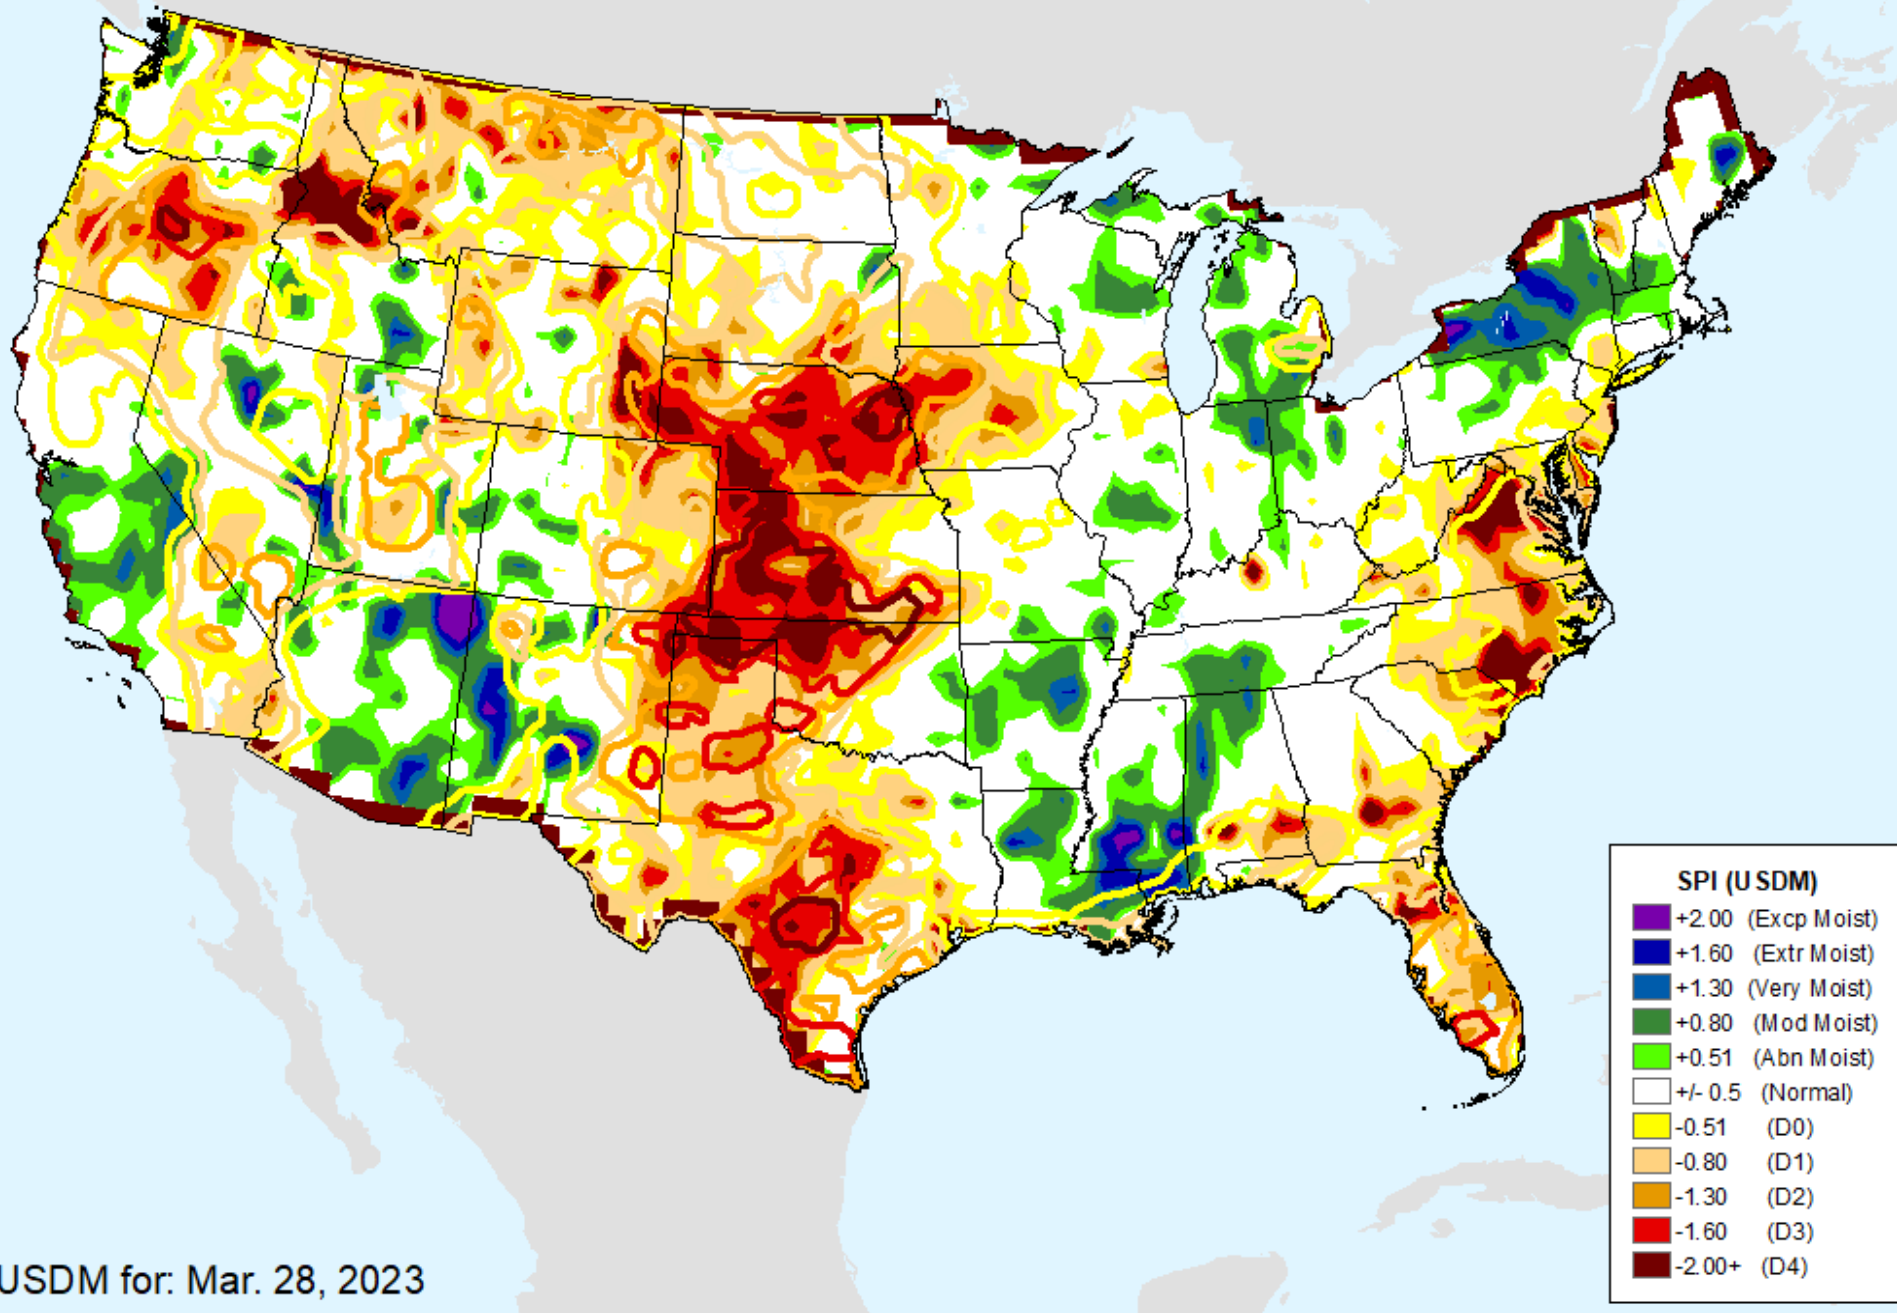 SPI (USDM)
+2.00 (Excp Moist)
+1.60 (Extr Moist)
+1.30 (Very Moist)
+0.80 (Mod Moist)
+0.51 (Abn Moist)
+/- 0.5 (Normal)
-0.51 (D0)
-0.80 (D1)
-1.30 (D2)
-1.60 (D3)
-2.00+ (D4)
USDM for: Mar. 28, 2023